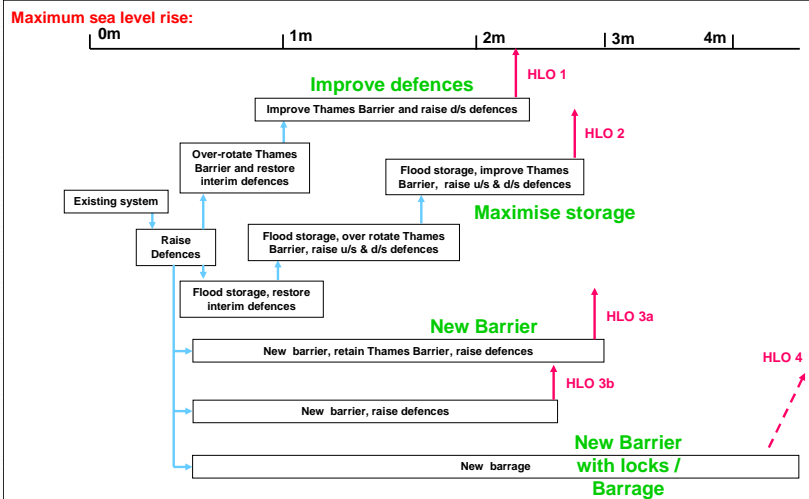 Maximum sea level rise:
0m
1m
2m
3m
4m
HLO 1
Improve defences
Improve Thames Barrier and raise d/s defences
HLO 2
Over-rotate Thames
Barrier and restore
interim defences
Flood storage, improve Thames
Barrier, raise u/s & d/s defences
Existing system
Maximise storage
Raise
Defences
Flood storage, over rotate Thames
Barrier, raise u/s & d/s defences
Flood storage, restore
interim defences
HLO 3a
New Barrier
New barrier, retain Thames Barrier, raise defences
HLO 4
HLO 3b
New barrier, raise defences
New Barrier
with locks /
Barrage
New barrage